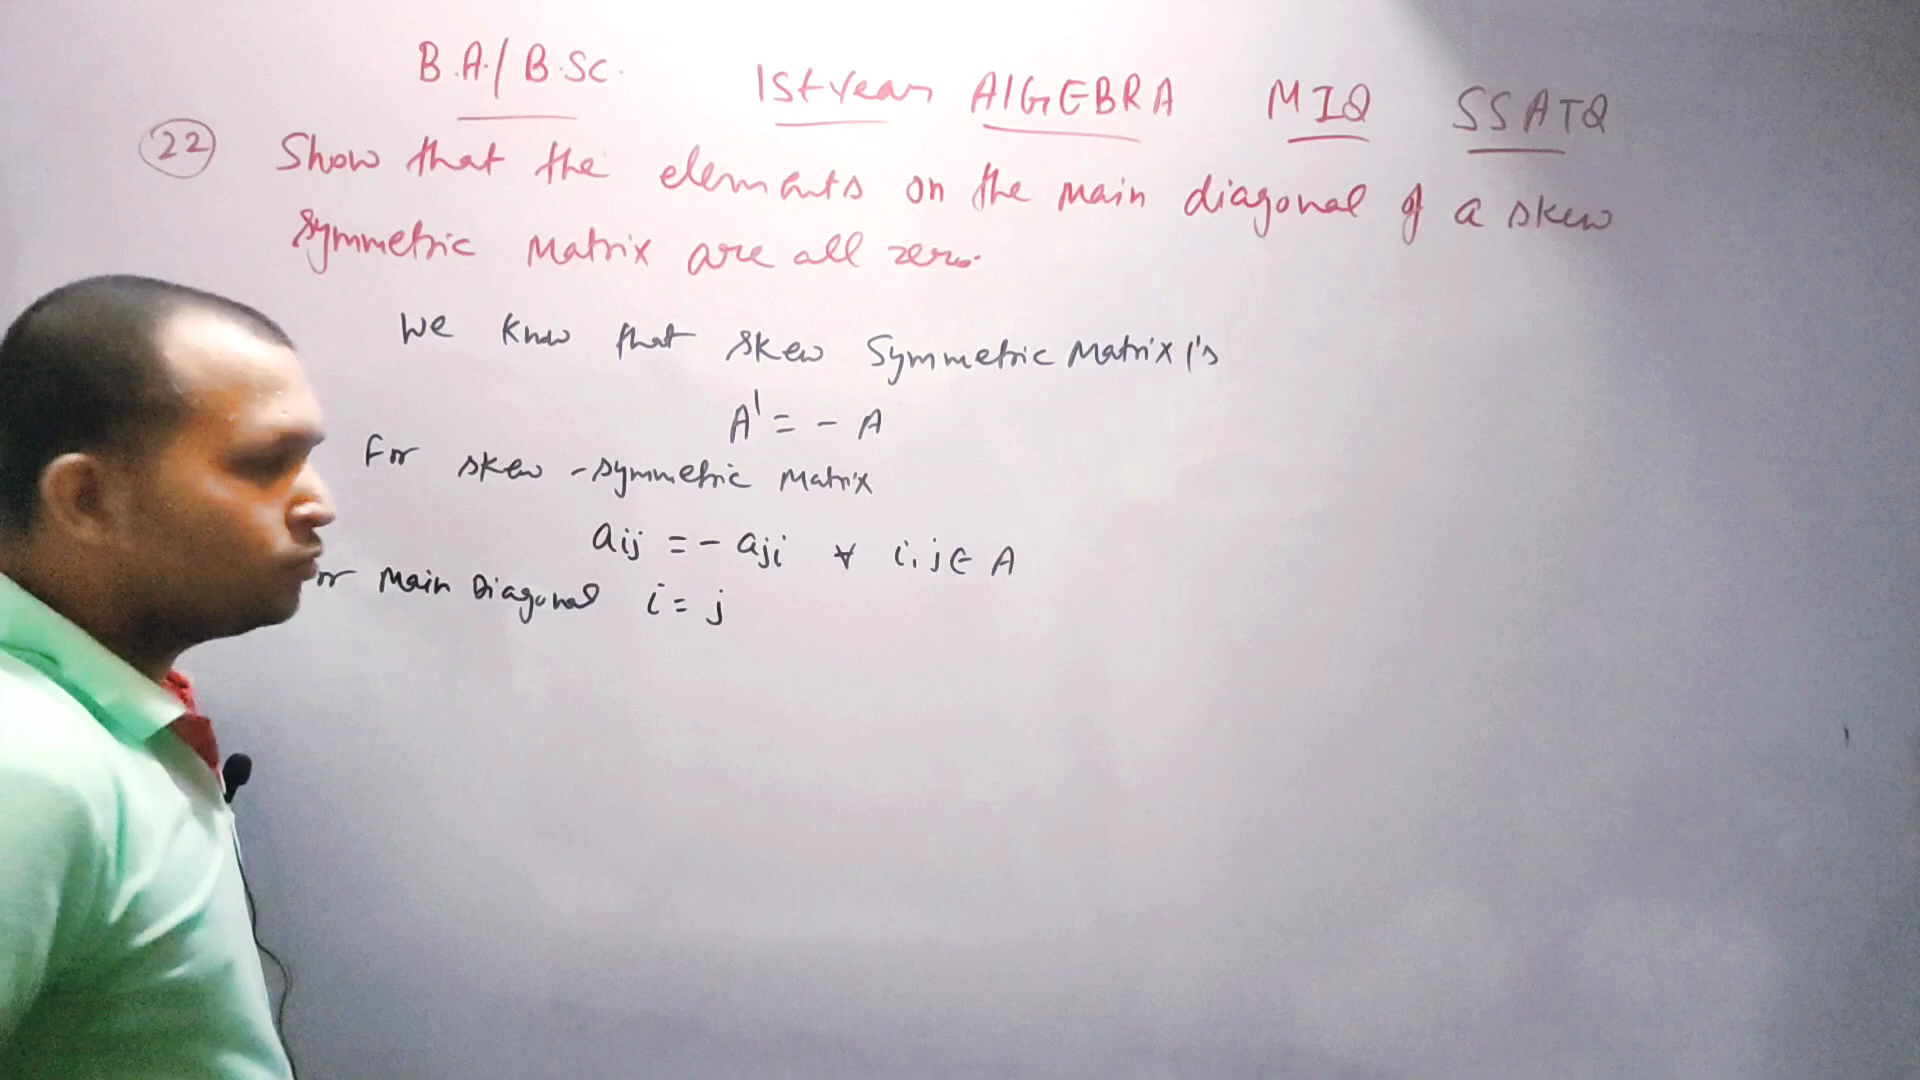 B.A./B.Sc. 1st Year AlGEBRA MIQ SSATQ
22 Show that the elements on the main diagonal of a skew
symmetric Matrix are all zero.
We know that skew Symmetric Matrix is
A' = - A
For skew-symmetric Matrix
aij = - aji ∀ i, j ∈ A
or Main Diagonal i = j